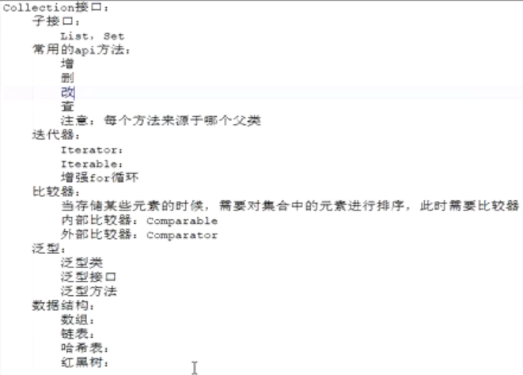 Collection接口：
子接口：
List，Set
常用的api方法：
增
删
改
查
注意：每个方法来源于哪个父类
迭代器：
Iterator：
Iterable：
增强for循环
比较器：
当存储某些元素的时候，需要对集合中的元素进行排序，此时需要比较器
内部比较器：Comparable
外部比较器：Comparator
泛型：
泛型类
泛型接口
泛型方法
数据结构：
数组：
链表：
哈希表：
红黑树：